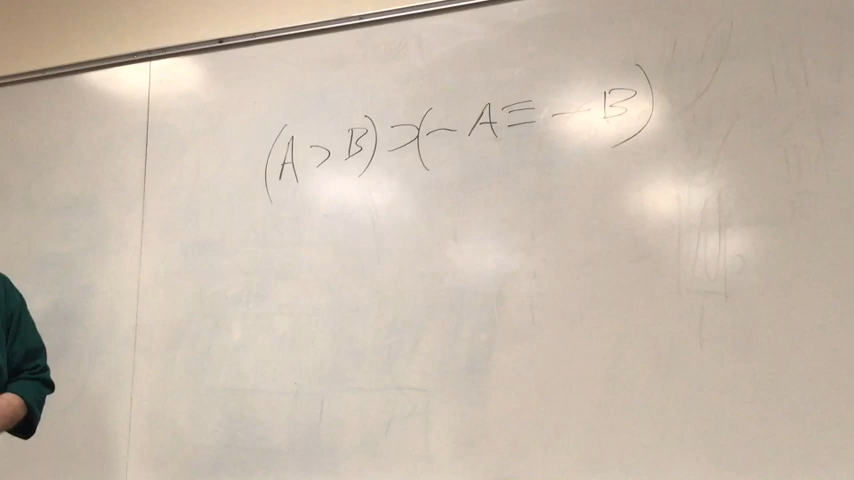 (A ⊃ B) ⊃ (~ A ≡ ~ B)